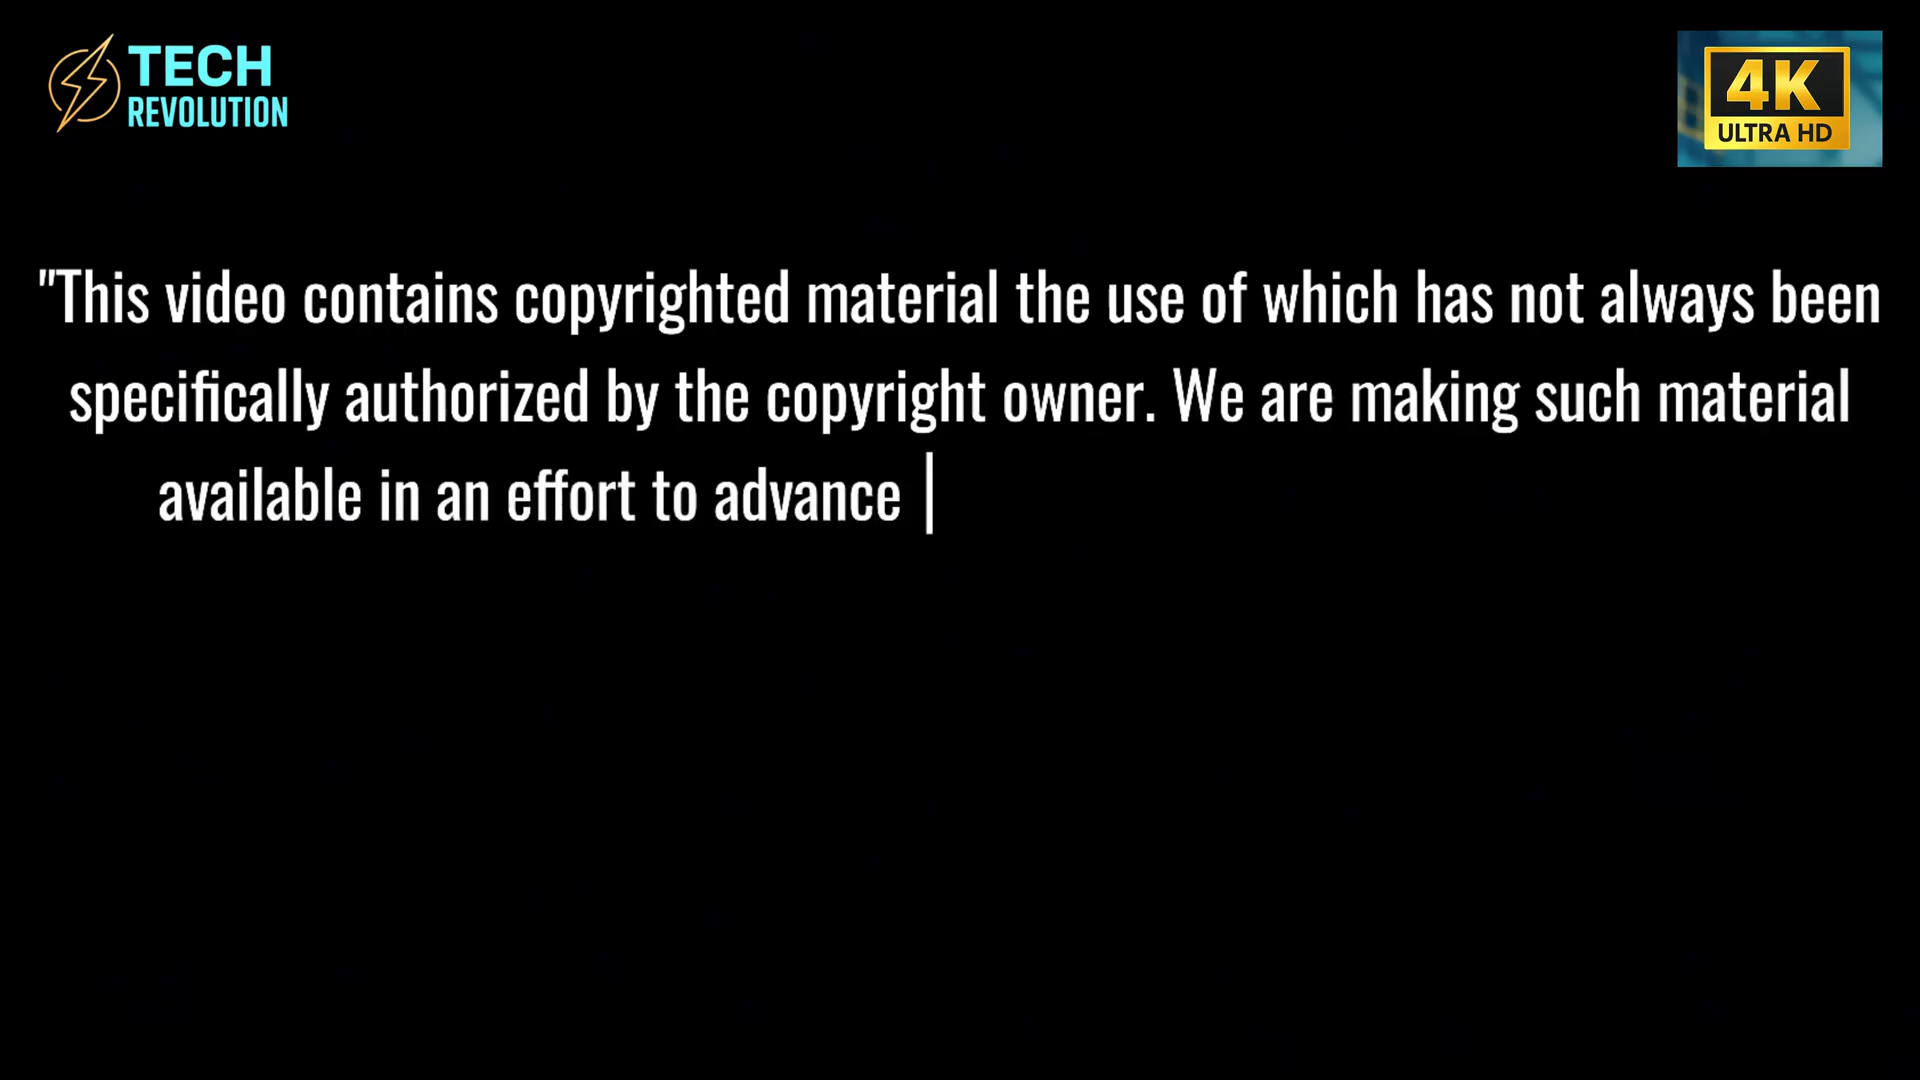 TECH
REVOLUTION
4K
ULTRA HD
"This video contains copyrighted material the use of which has not always been
specifically authorized by the copyright owner. We are making such material
available in an effort to advance